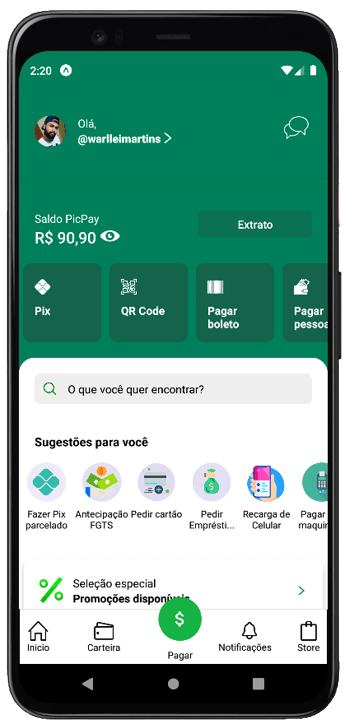 2:20
Olá,
@warlleimartins
Saldo PicPay
R$ 90,90
Extrato
Pix
QR Code
Pagar
boleto
Pagar
pessoa
O que você quer encontrar?
Sugestões para você
Fazer Pix
parcelado
Antecipação
FGTS
Pedir cartão
Pedir
Emprésti...
Recarga de
Celular
Pagar
maquin
Seleção especial
Promoções disponíveis
$
Inicio
Carteira
Pagar
Notificações
Store